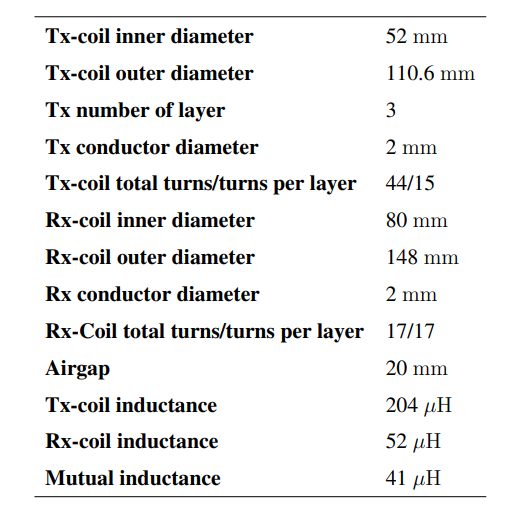 Tx-coil inner diameter 52 mm
Tx-coil outer diameter 110.6 mm
Tx number of layer 3
Tx conductor diameter 2 mm
Tx-coil total turns/turns per layer 44/15
Rx-coil inner diameter 80 mm
Rx-coil outer diameter 148 mm
Rx conductor diameter 2 mm
Rx-Coil total turns/turns per layer 17/17
Airgap 20 mm
Tx-coil inductance 204 μH
Rx-coil inductance 52 μH
Mutual inductance 41 μH